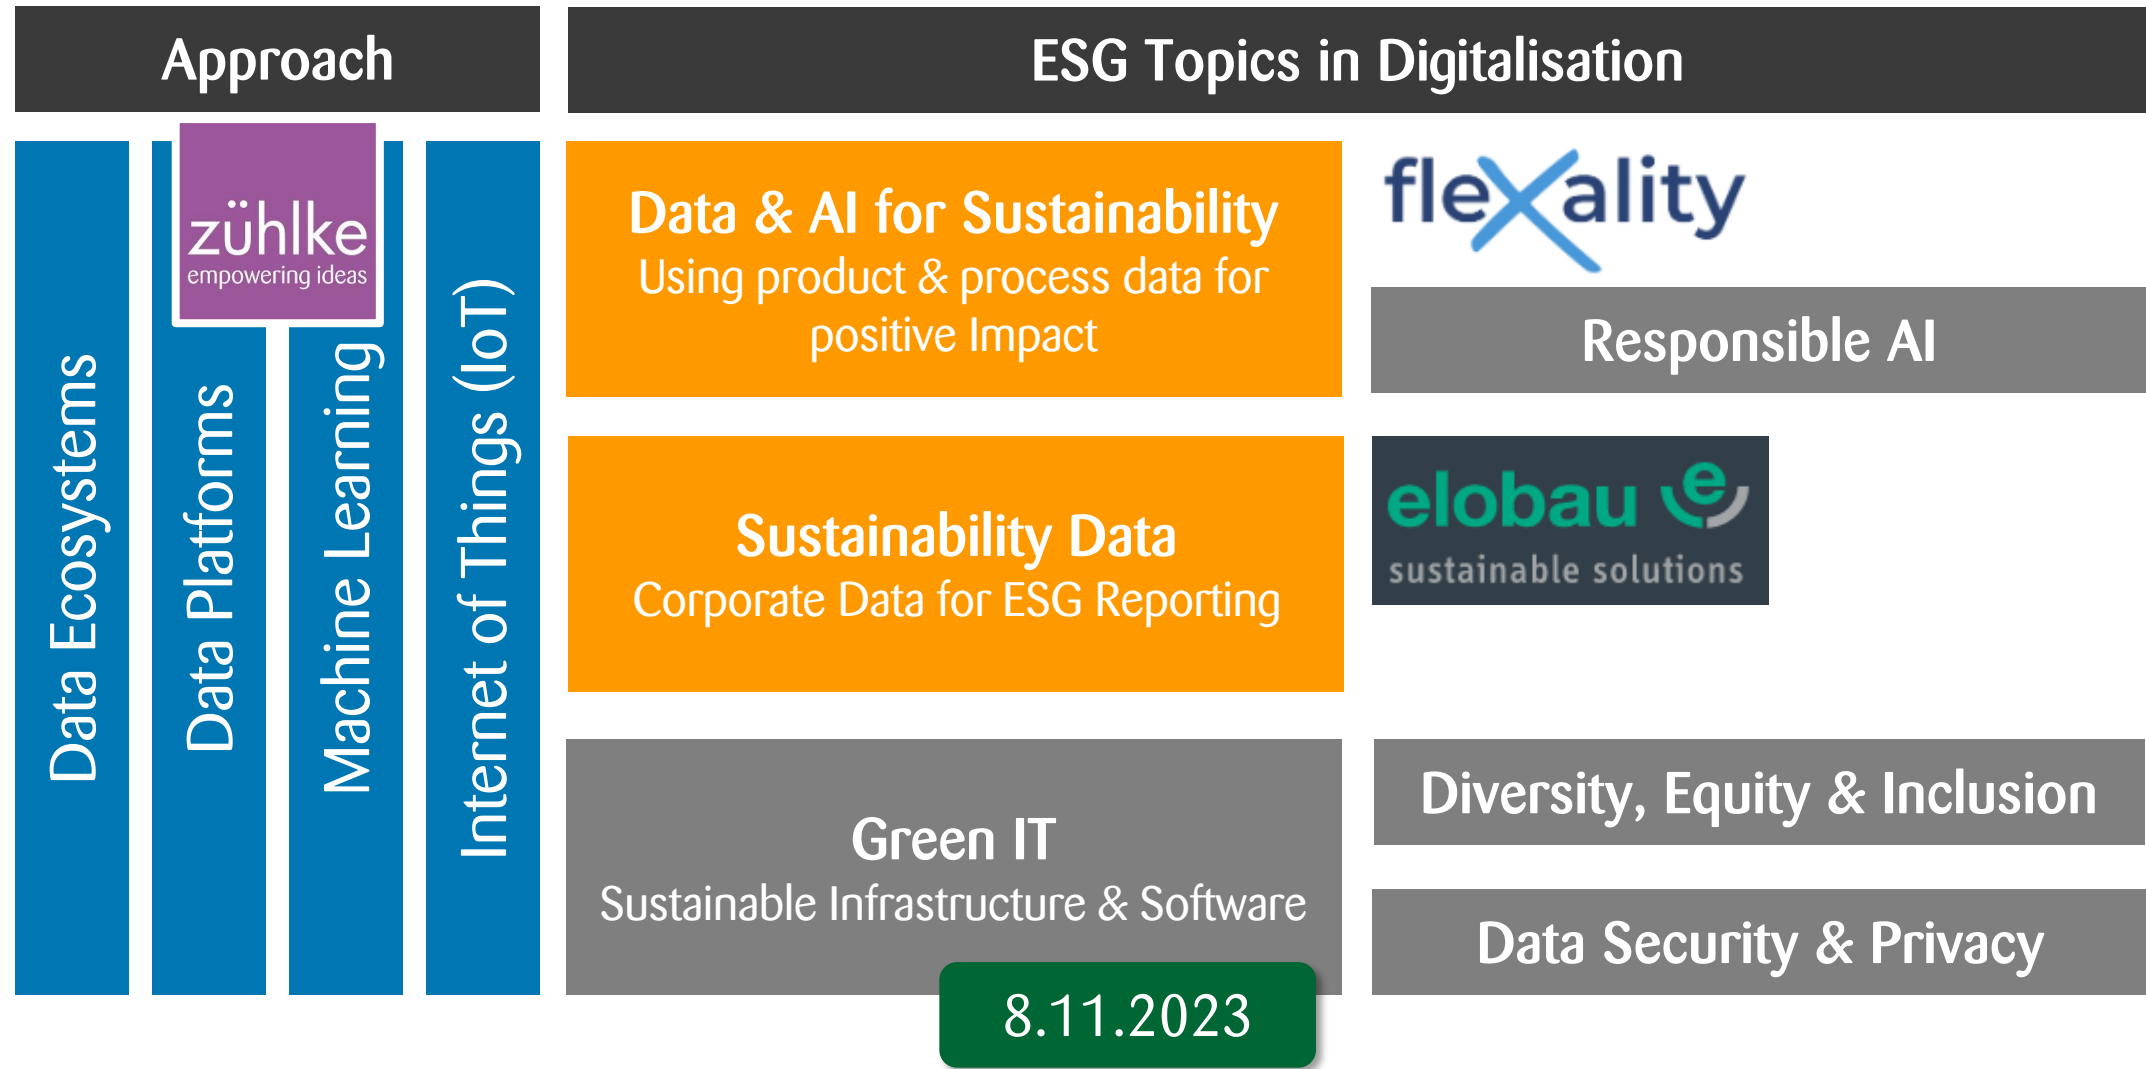 Approach
ESG Topics in Digitalisation
zühlke
empowering ideas
Data Ecosystems
Data Platforms
Machine Learning
Internet of Things (IoT)
Data & AI for Sustainability
Using product & process data for
positive Impact
flexality
Responsible AI
Sustainability Data
Corporate Data for ESG Reporting
elobau e
sustainable solutions
Green IT
Sustainable Infrastructure & Software
Diversity, Equity & Inclusion
Data Security & Privacy
8.11.2023